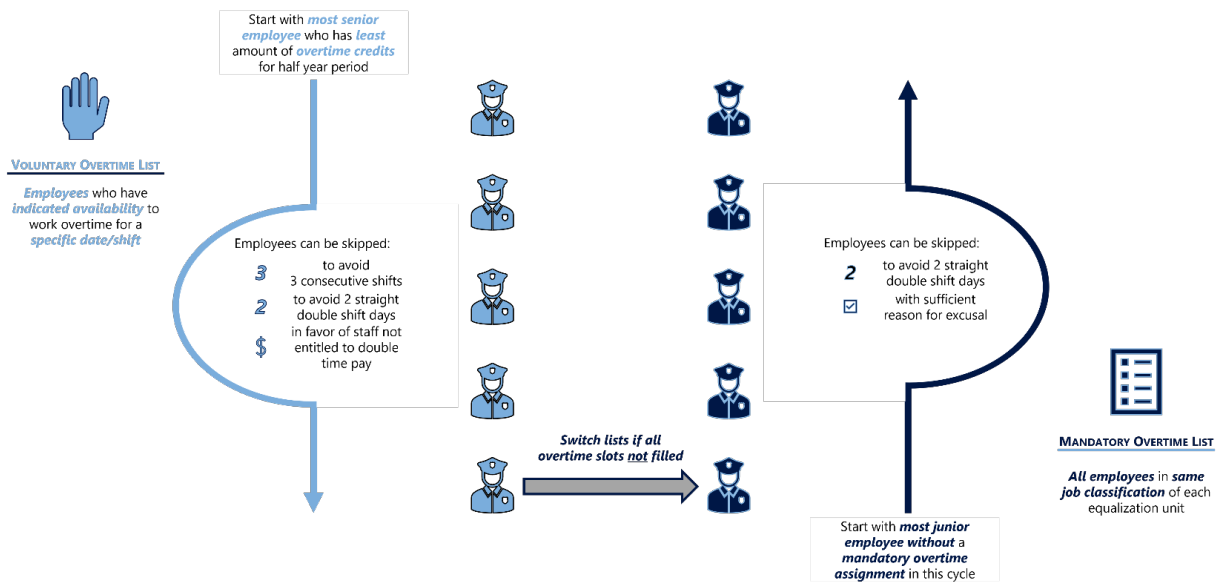 Start with most senior
employee who has least
amount of overtime credits
for half year period
VOLUNTARY OVERTIME LIST
Employees who have
indicated availability to
work overtime for a
specific date/shift
Employees can be skipped:
3
to avoid
3 consecutive shifts
2
to avoid 2 straight
double shift days
$
in favor of staff not
entitled to double
time pay
Employees can be skipped:
2
to avoid 2 straight
double shift days
with sufficient
reason for excusal
Switch lists if all
overtime slots not filled
MANDATORY OVERTIME LIST
All employees in same
job classification of each
equalization unit
Start with most junior
employee without a
mandatory overtime
assignment in this cycle